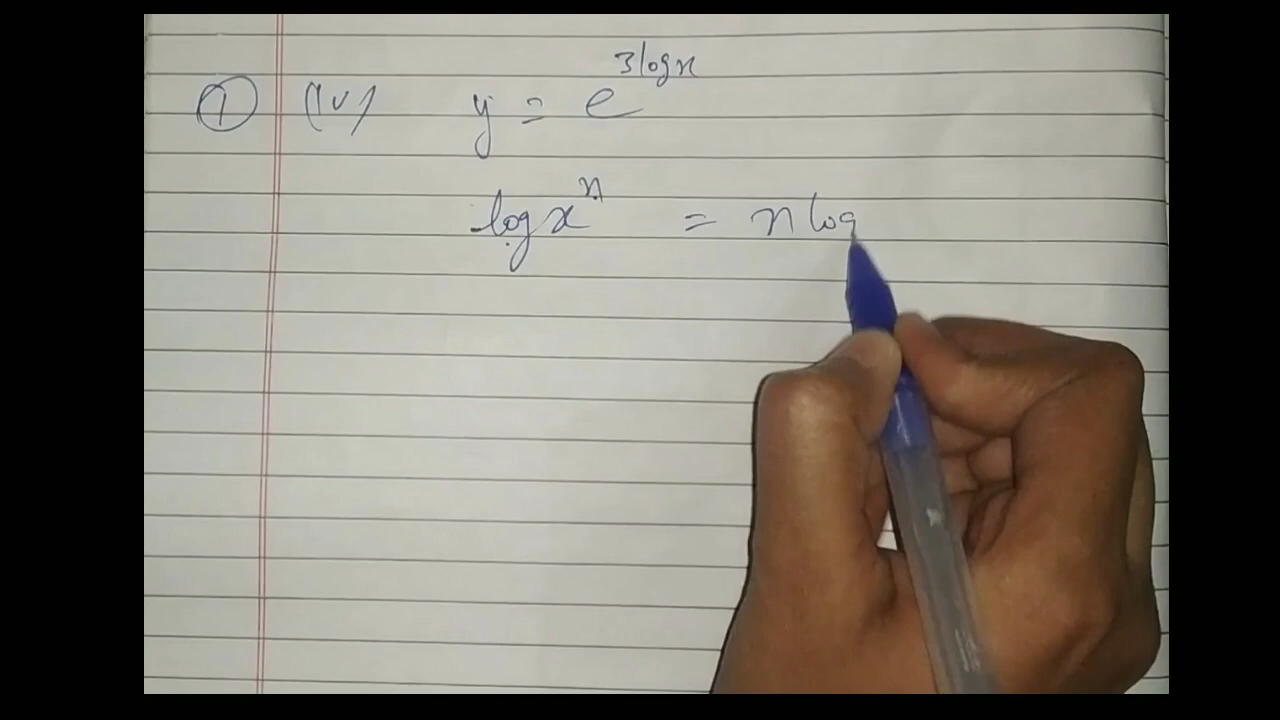 ① (iv) y = e^{3logx}
log x^n = n log